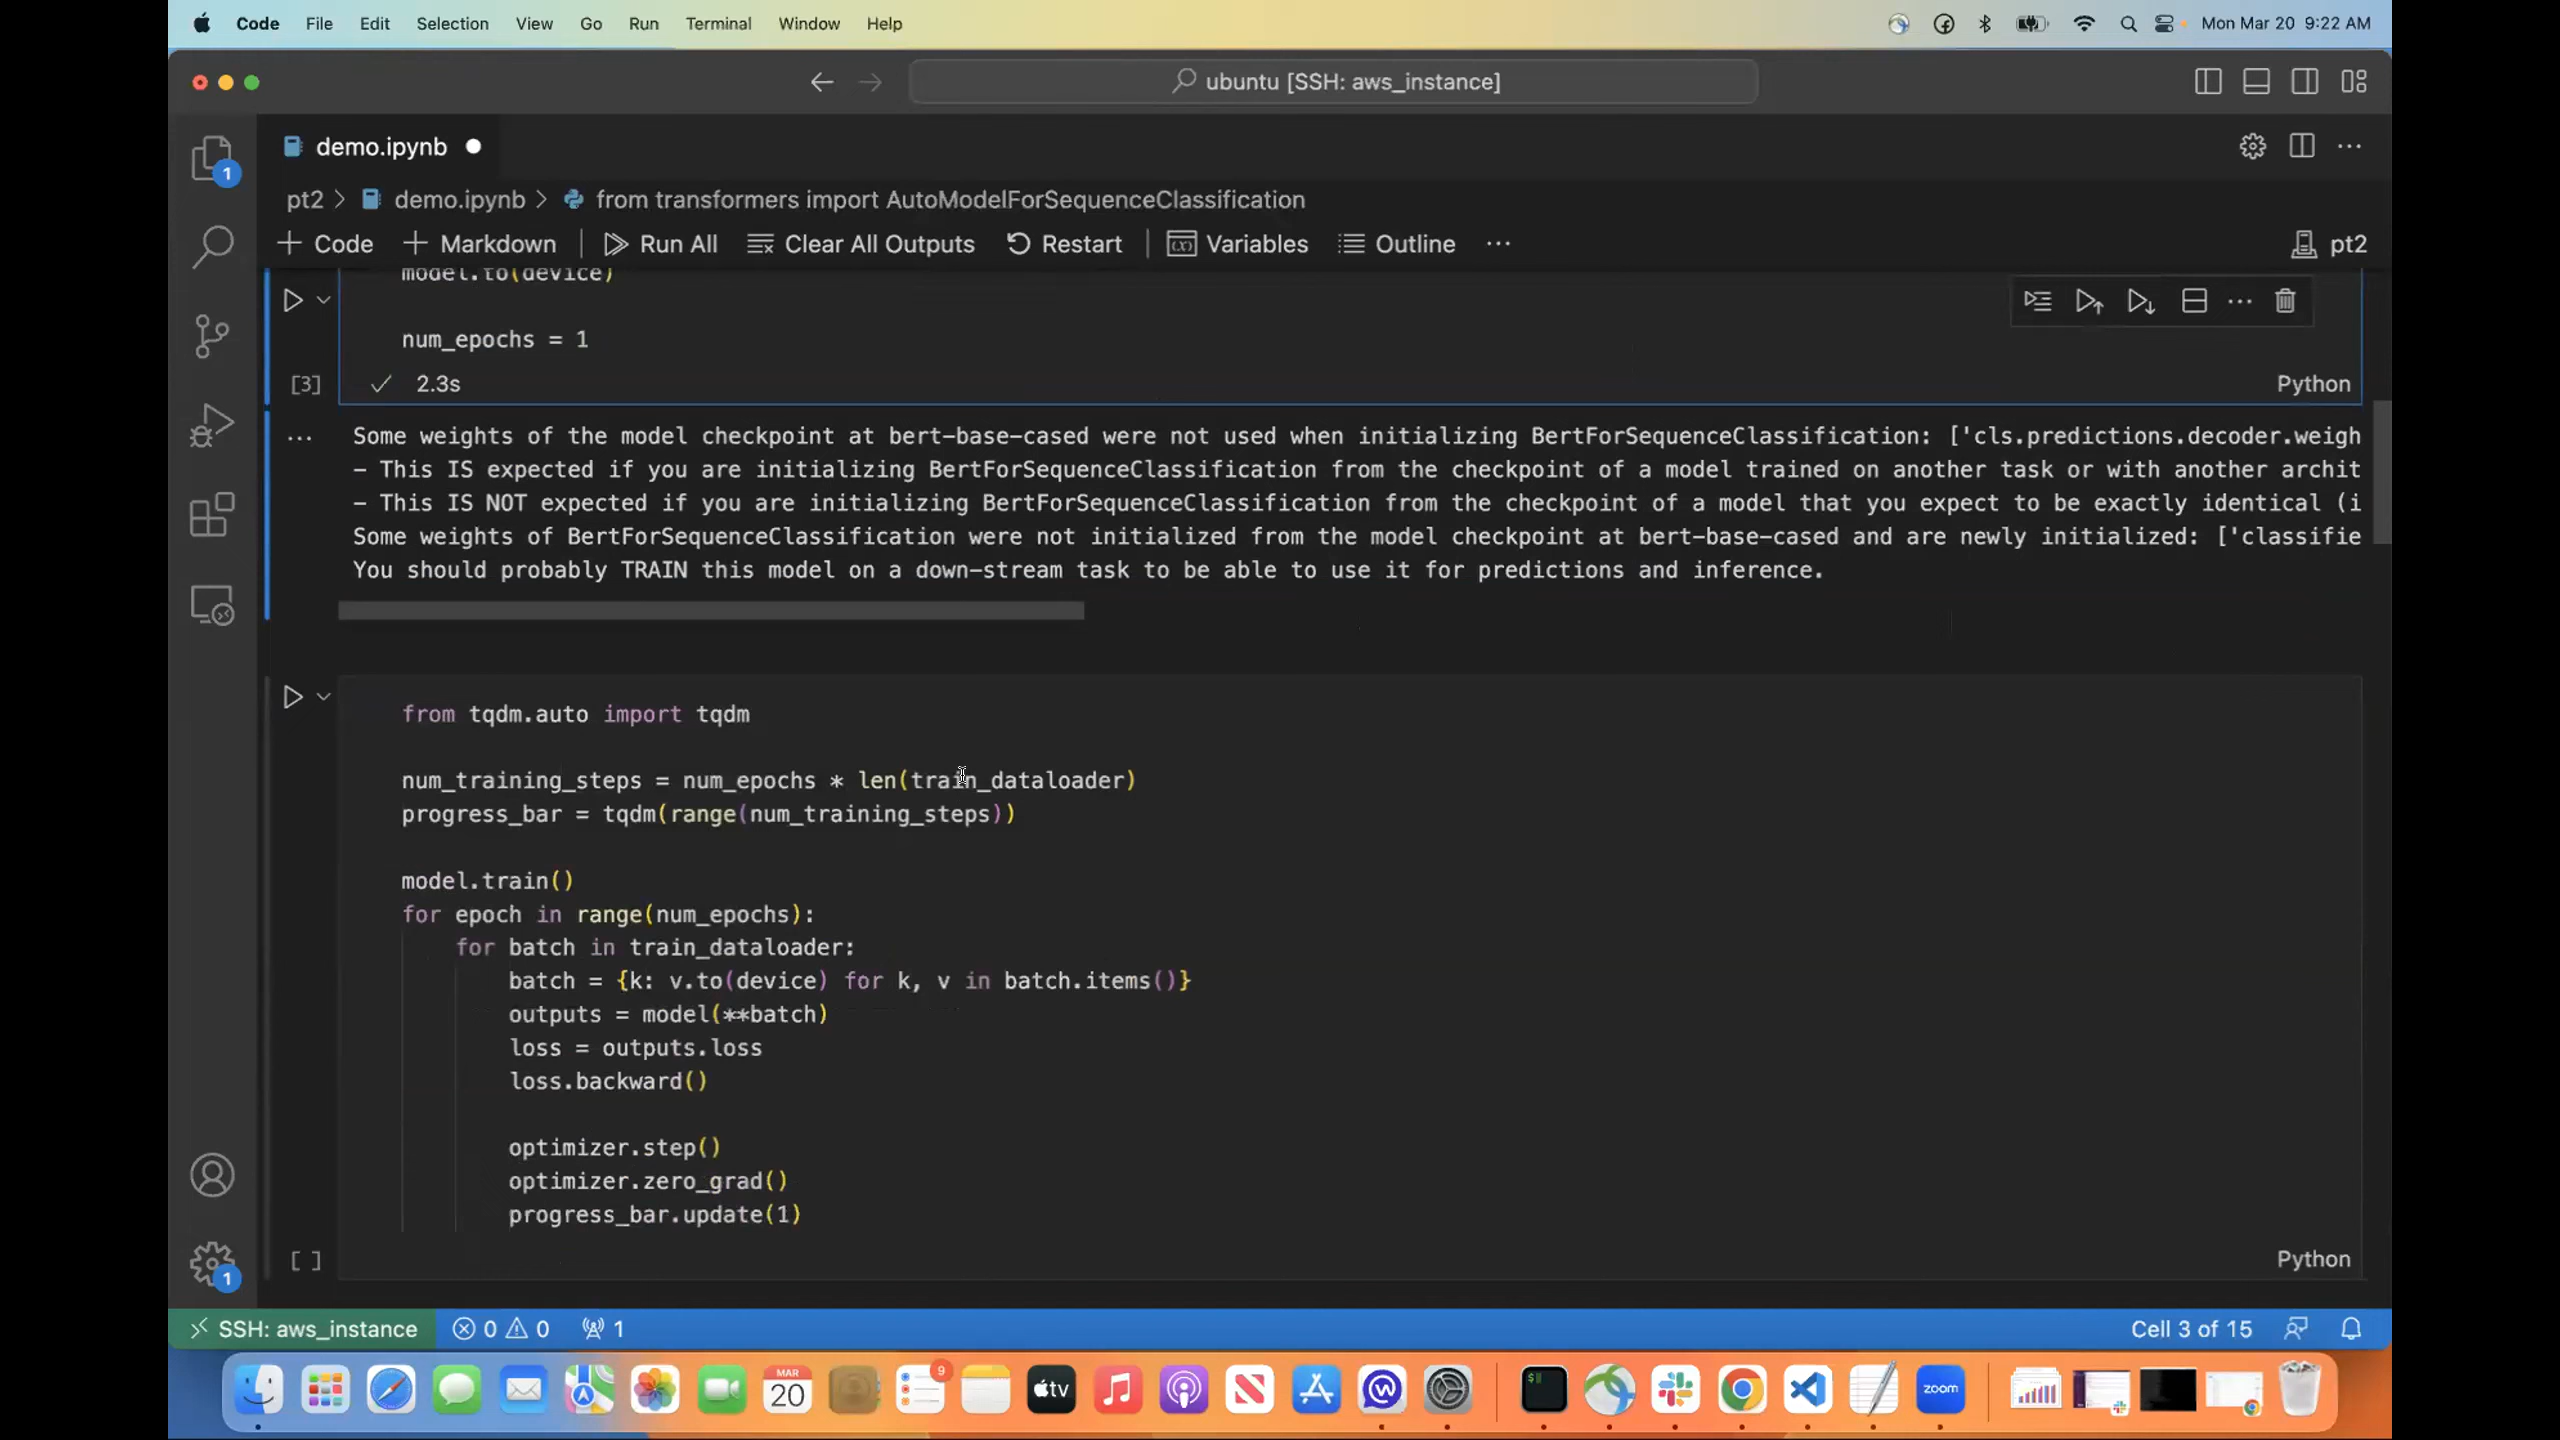 Code File Edit Selection View Go Run Terminal Window Help Mon Mar 20 9:22 AM
ubuntu [SSH: aws_instance]
demo.ipynb
pt2 > demo.ipynb > from transformers import AutoModelForSequenceClassification
+ Code + Markdown Run All Clear All Outputs Restart (x) Variables Outline ... pt2
model.to(device)
num_epochs = 1
[3] ✓ 2.3s Python
Some weights of the model checkpoint at bert-base-cased were not used when initializing BertForSequenceClassification: ['cls.predictions.decoder.weigh
- This IS expected if you are initializing BertForSequenceClassification from the checkpoint of a model trained on another task or with another archit
- This IS NOT expected if you are initializing BertForSequenceClassification from the checkpoint of a model that you expect to be exactly identical (i
Some weights of BertForSequenceClassification were not initialized from the model checkpoint at bert-base-cased and are newly initialized: ['classifie
You should probably TRAIN this model on a down-stream task to be able to use it for predictions and inference.
from tqdm.auto import tqdm
num_training_steps = num_epochs * len(train_dataloader)
progress_bar = tqdm(range(num_training_steps))
model.train()
for epoch in range(num_epochs):
for batch in train_dataloader:
batch = {k: v.to(device) for k, v in batch.items()}
outputs = model(**batch)
loss = outputs.loss
loss.backward()
optimizer.step()
optimizer.zero_grad()
progress_bar.update(1)
[ ] Python
1
1
SSH: aws_instance 0 0 1 Cell 3 of 15
MAR
20
9
tv
zoom